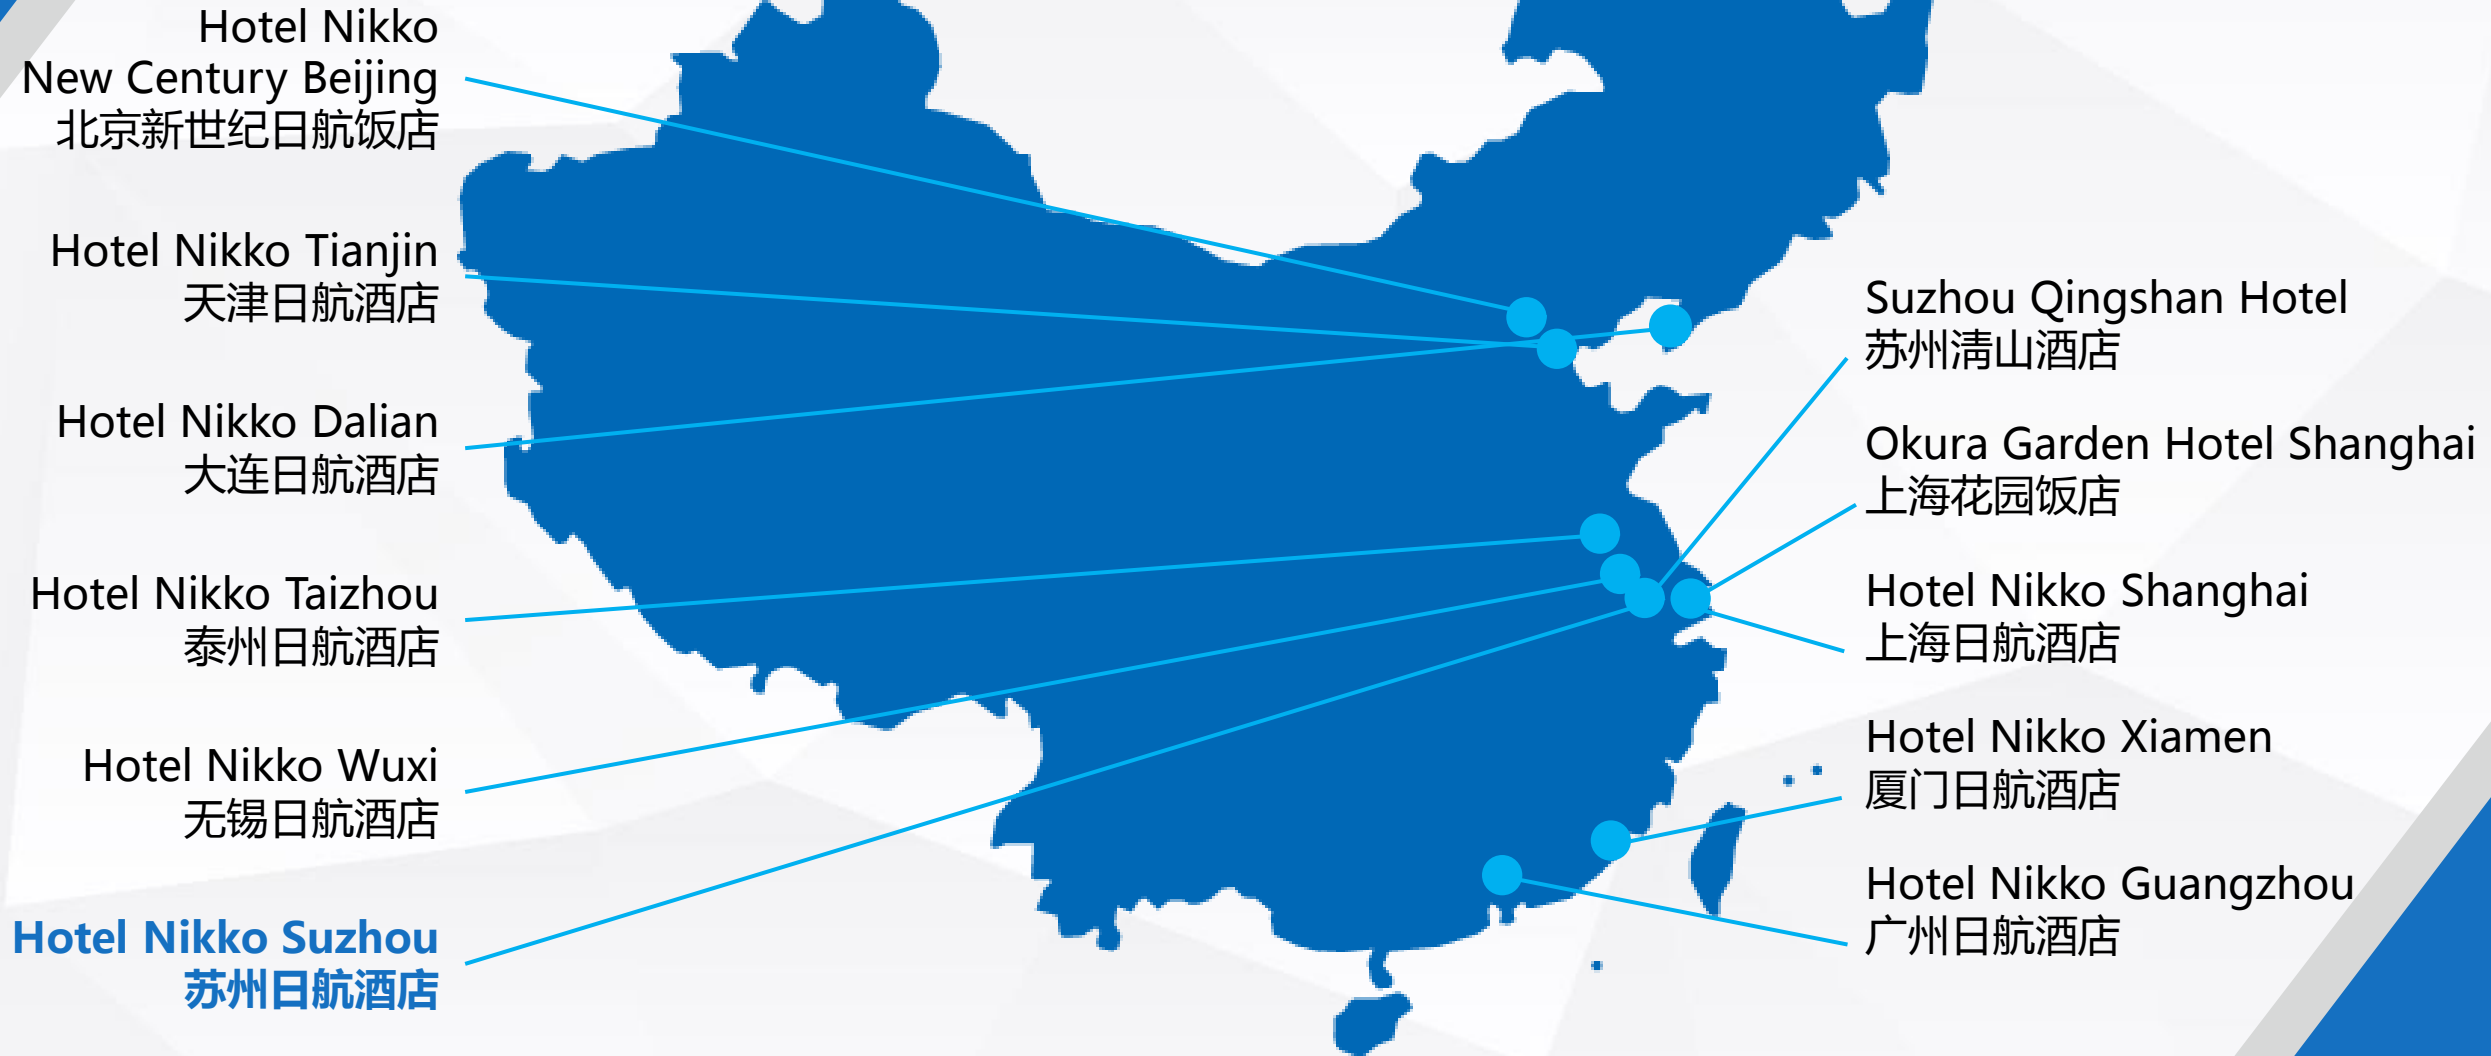 Hotel Nikko
New Century Beijing
北京新世纪日航饭店
Hotel Nikko Tianjin
天津日航酒店
Hotel Nikko Dalian
大连日航酒店
Hotel Nikko Taizhou
泰州日航酒店
Hotel Nikko Wuxi
无锡日航酒店
Hotel Nikko Suzhou
苏州日航酒店
Suzhou Qingshan Hotel
苏州清山酒店
Okura Garden Hotel Shanghai
上海花园饭店
Hotel Nikko Shanghai
上海日航酒店
Hotel Nikko Xiamen
厦门日航酒店
Hotel Nikko Guangzhou
广州日航酒店